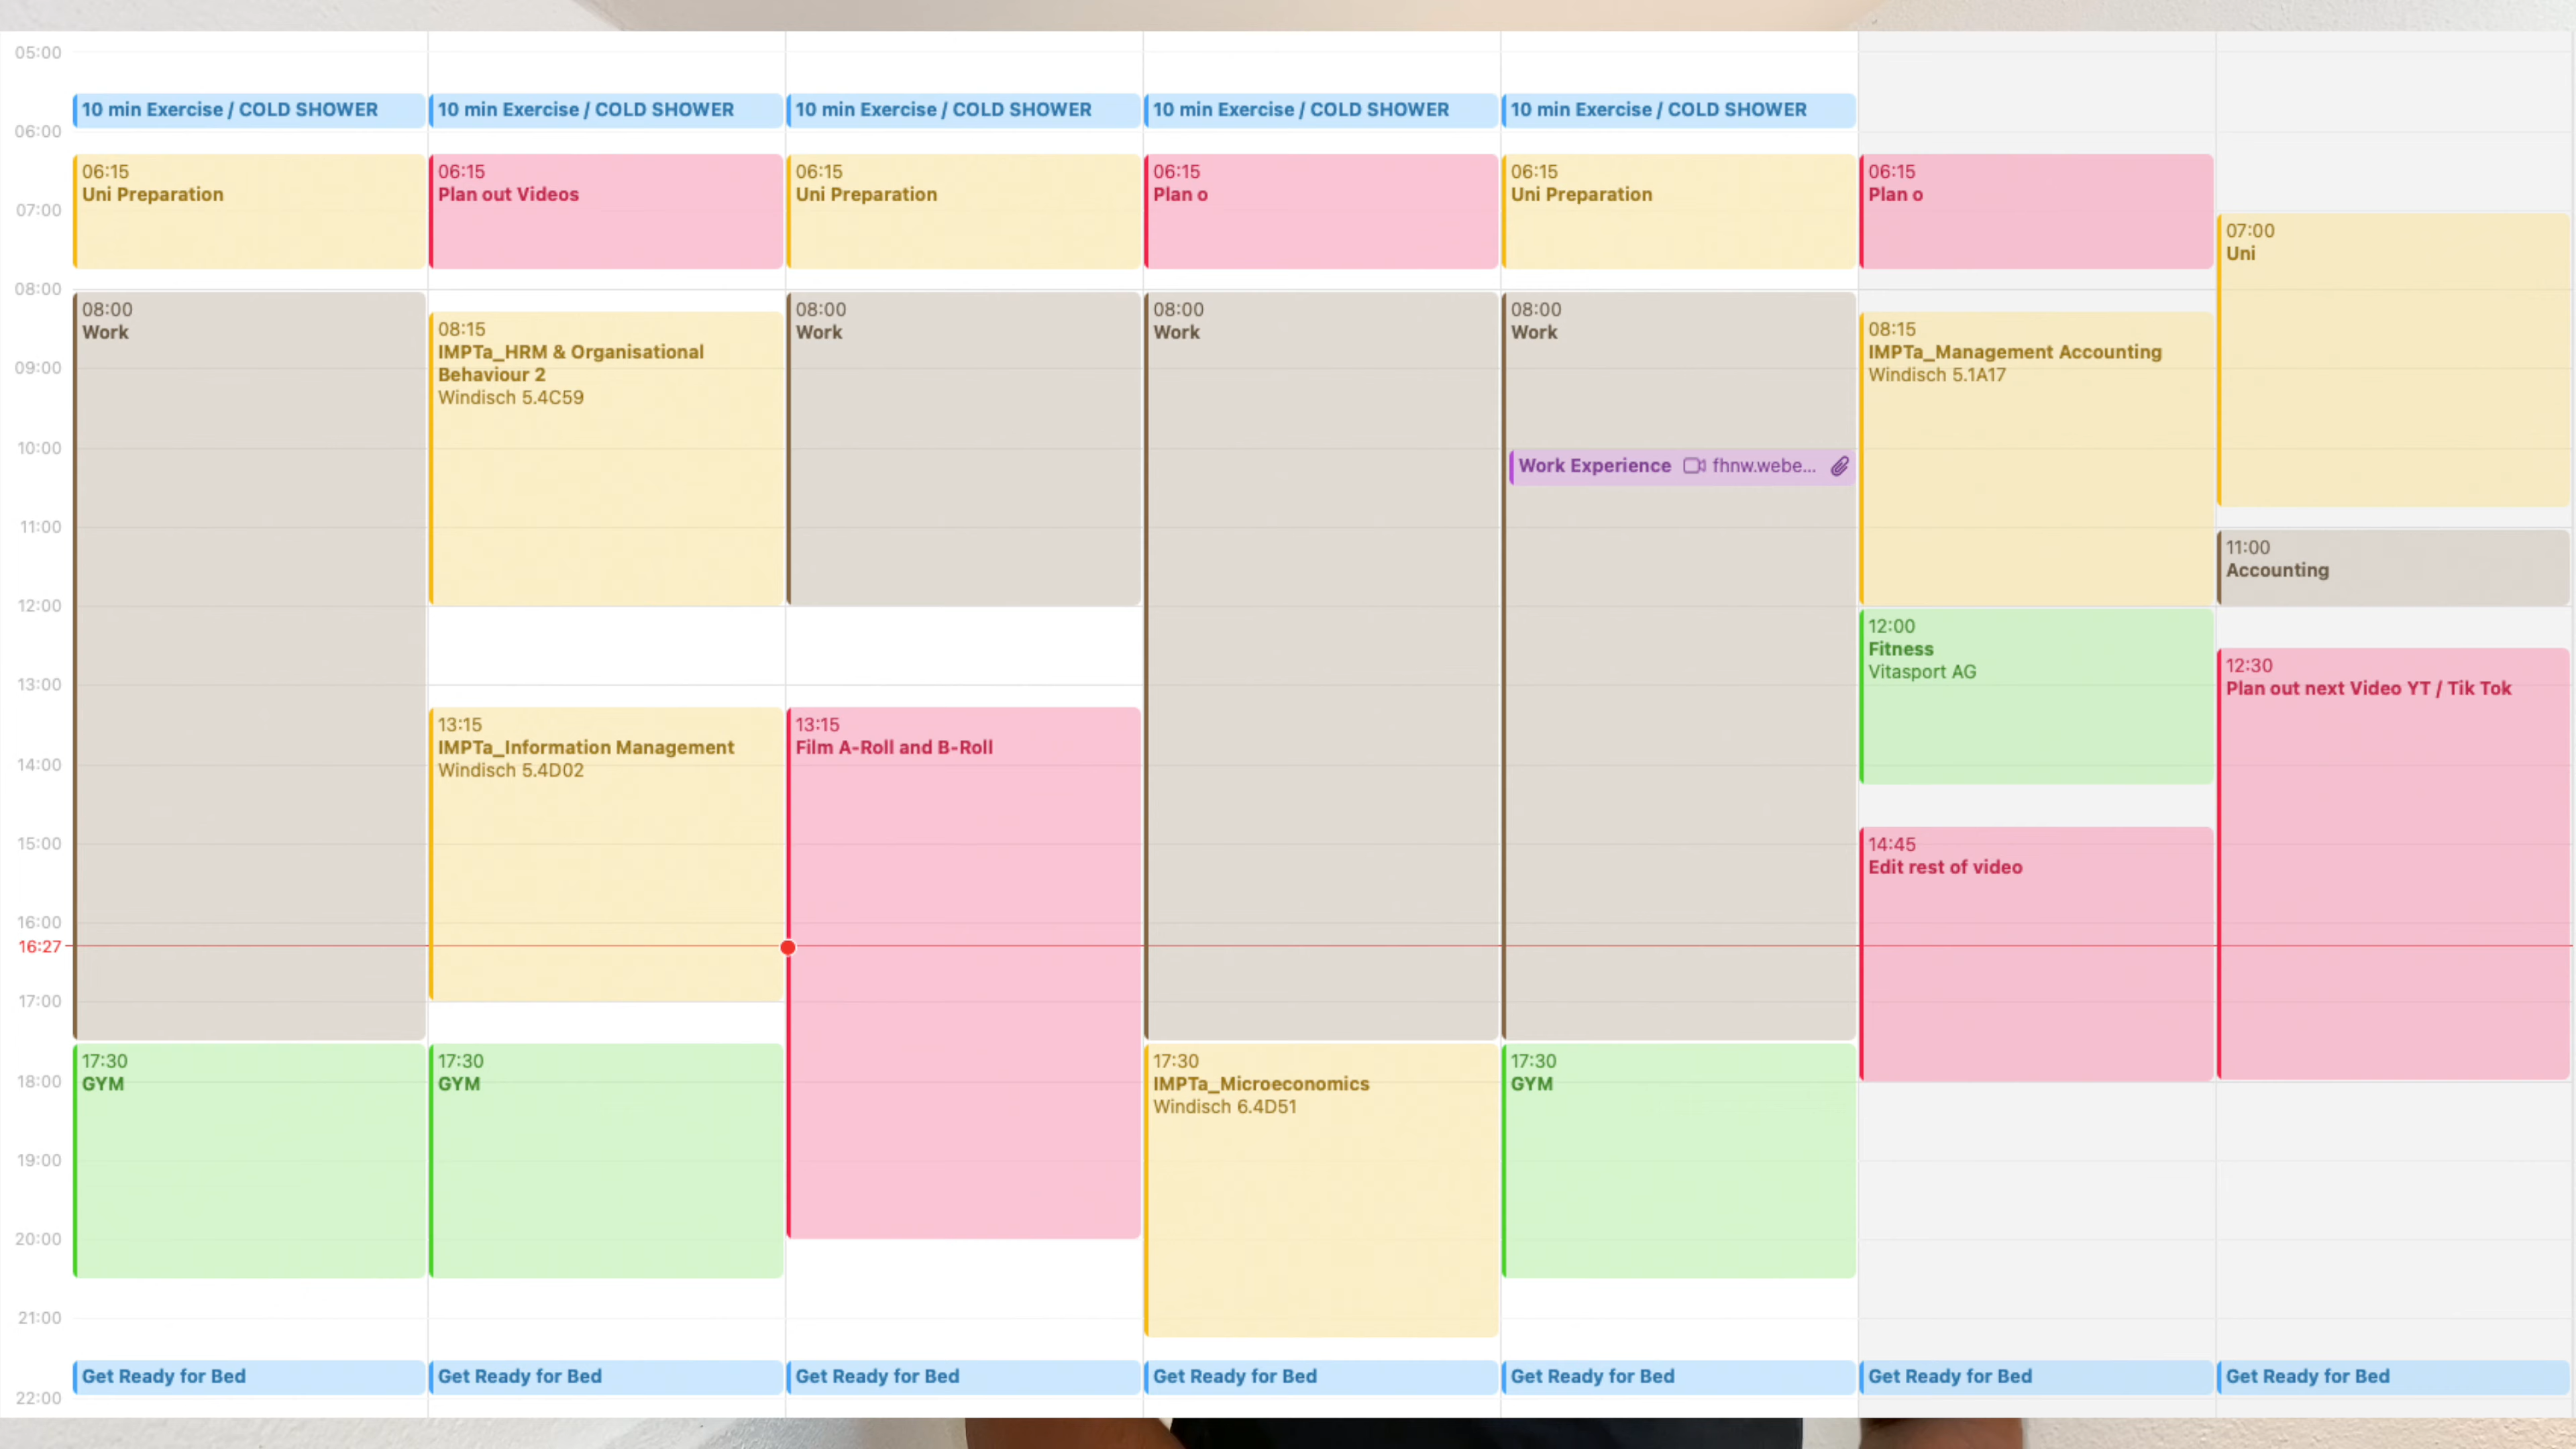 05:00
06:00
07:00
08:00
09:00
10:00
11:00
12:00
13:00
14:00
15:00
16:00
16:27
17:00
18:00
19:00
20:00
21:00
22:00
10 min Exercise / COLD SHOWER
06:15
Uni Preparation
08:00
Work
17:30
GYM
Get Ready for Bed
10 min Exercise / COLD SHOWER
06:15
Plan out Videos
08:15
IMPTa_HRM & Organisational
Behaviour 2
Windisch 5.4C59
13:15
IMPTa_Information Management
Windisch 5.4D02
17:30
GYM
Get Ready for Bed
10 min Exercise / COLD SHOWER
06:15
Uni Preparation
08:00
Work
13:15
Film A-Roll and B-Roll
Get Ready for Bed
10 min Exercise / COLD SHOWER
06:15
Plan o
08:00
Work
17:30
IMPTa_Microeconomics
Windisch 6.4D51
Get Ready for Bed
10 min Exercise / COLD SHOWER
06:15
Uni Preparation
08:00
Work
Work Experience fhnw.webe...
17:30
GYM
Get Ready for Bed
06:15
Plan o
08:15
IMPTa_Management Accounting
Windisch 5.1A17
12:00
Fitness
Vitasport AG
14:45
Edit rest of video
Get Ready for Bed
07:00
Uni
11:00
Accounting
12:30
Plan out next Video YT / Tik Tok
Get Ready for Bed